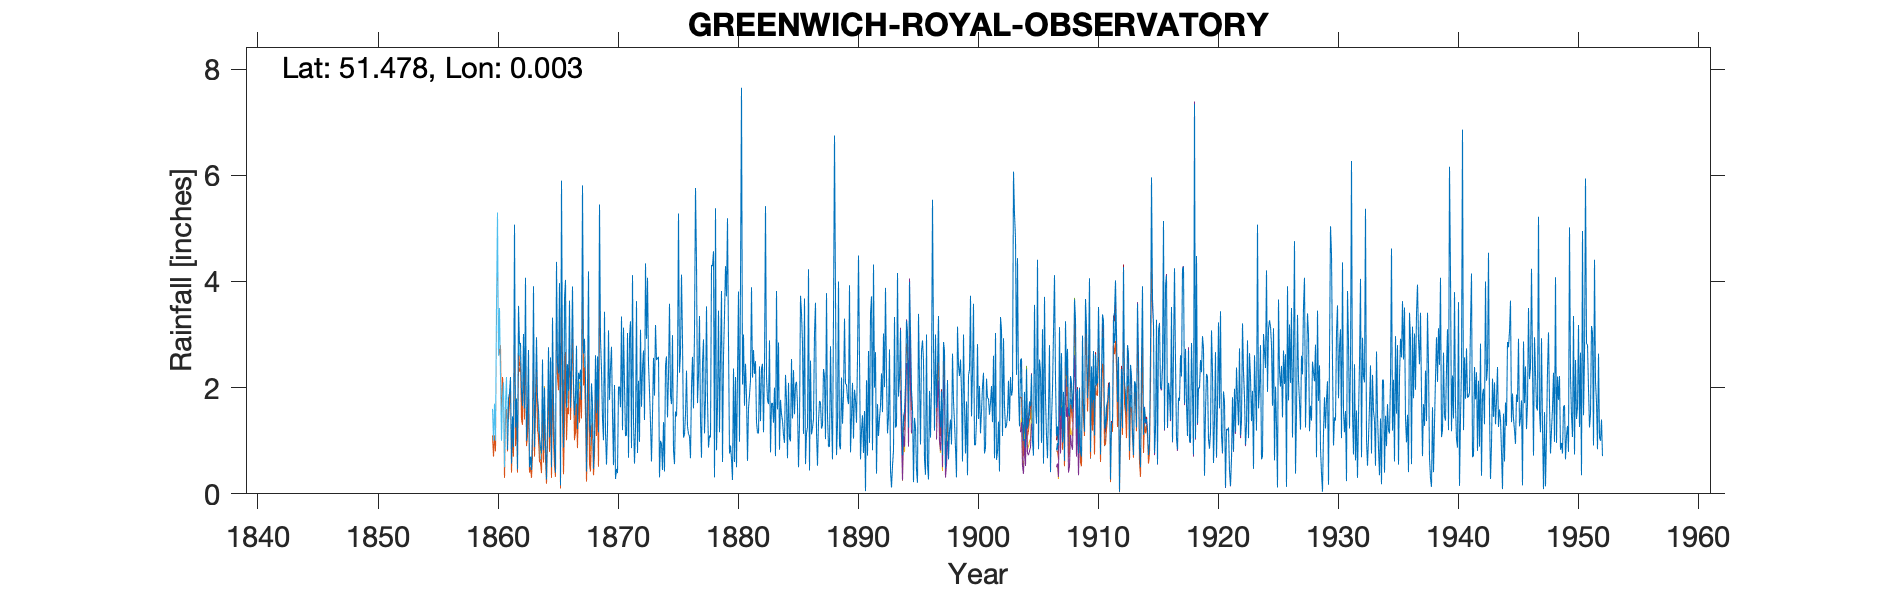 GREENWICH-ROYAL-OBSERVATORY
Lat: 51.478, Lon: 0.003
8
6
4
2
0
Rainfall [inches]
1840 1850 1860 1870 1880 1890 1900 1910 1920 1930 1940 1950 1960
Year